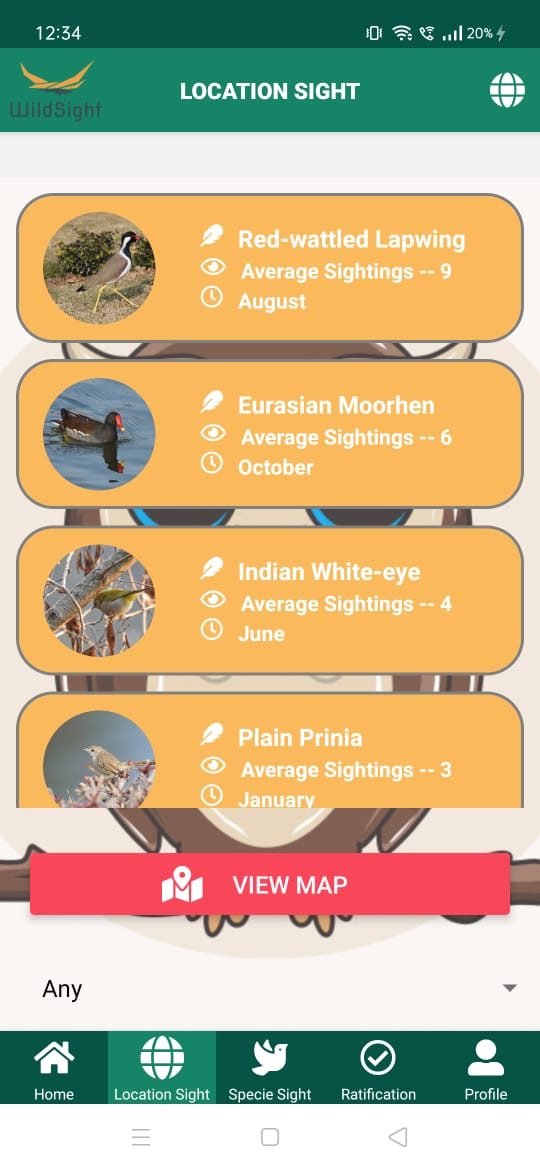 12:34
20%
WildSight
LOCATION SIGHT
Red-wattled Lapwing
Average Sightings -- 9
August
Eurasian Moorhen
Average Sightings -- 6
October
Indian White-eye
Average Sightings -- 4
June
Plain Prinia
Average Sightings -- 3
January
VIEW MAP
Any
Home
Location Sight
Specie Sight
Ratification
Profile